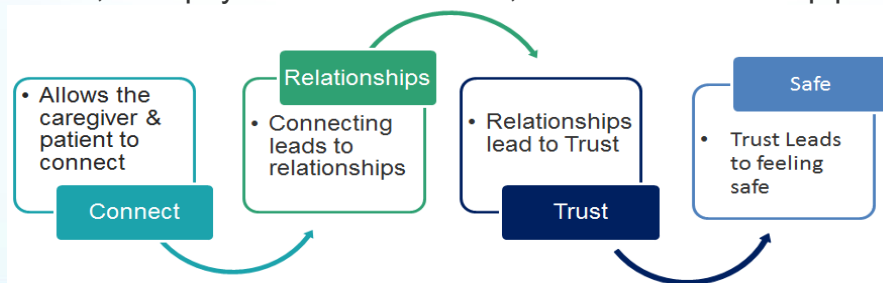 • Allows the
caregiver &
patient to
connect
Connect
Relationships
• Connecting
leads to
relationships
• Relationships
lead to Trust
Trust
Safe
• Trust Leads
to feeling
safe